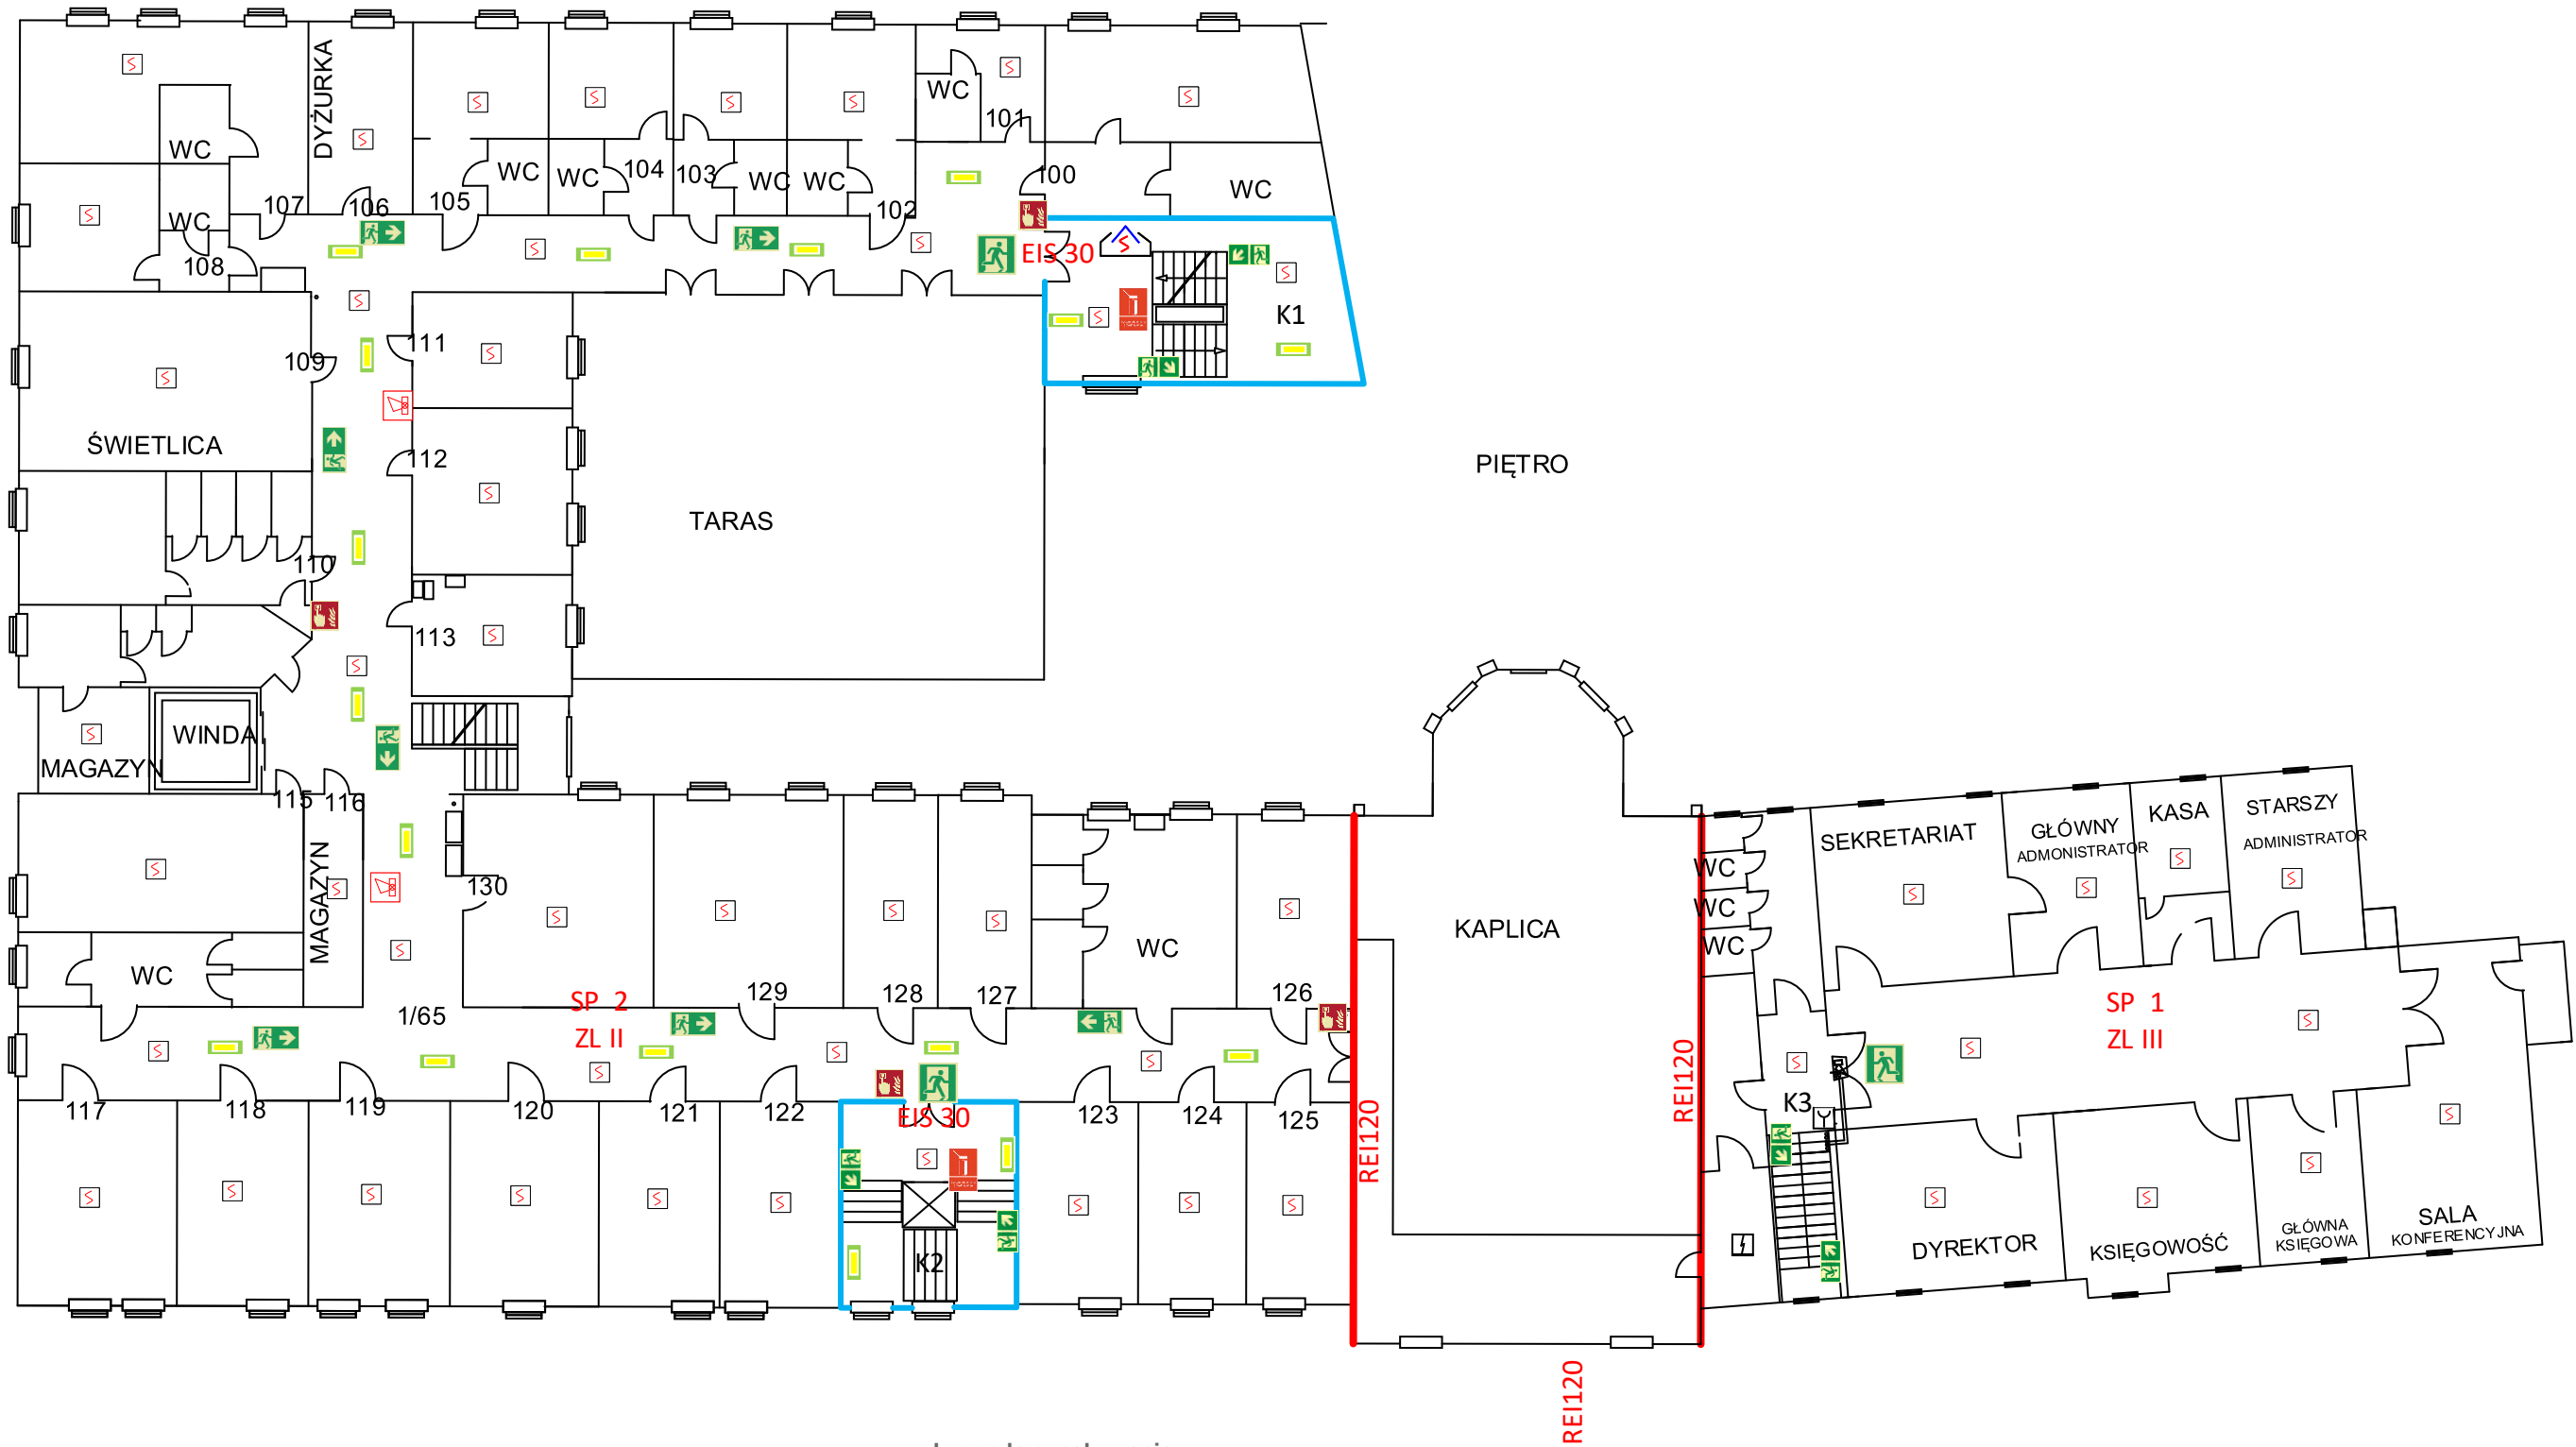 DYŻURKA
WC
101
WC
WC
WC
104
103
WC
WC
100
WC
107
106
105
102
WC
108
EIS 30
K1
111
109
ŚWIETLICA
112
PIĘTRO
TARAS
110
113
WINDA
MAGAZYN
115
116
MAGAZYN
130
WC
WC
KAPLICA
WC
WC
WC
SEKRETARIAT
GŁÓWNY
ADMONISTRATOR
KASA
STARSZY
ADMINISTRATOR
SP 2
ZL II
129
128
127
126
1/65
SP 1
ZL III
REI120
REI120
K3
117
118
119
120
121
122
EIS 30
123
124
125
K2
DYREKTOR
KSIĘGOWOŚĆ
GŁÓWNA
KSIĘGOWA
SALA
KONFERENCYJNA
REI120